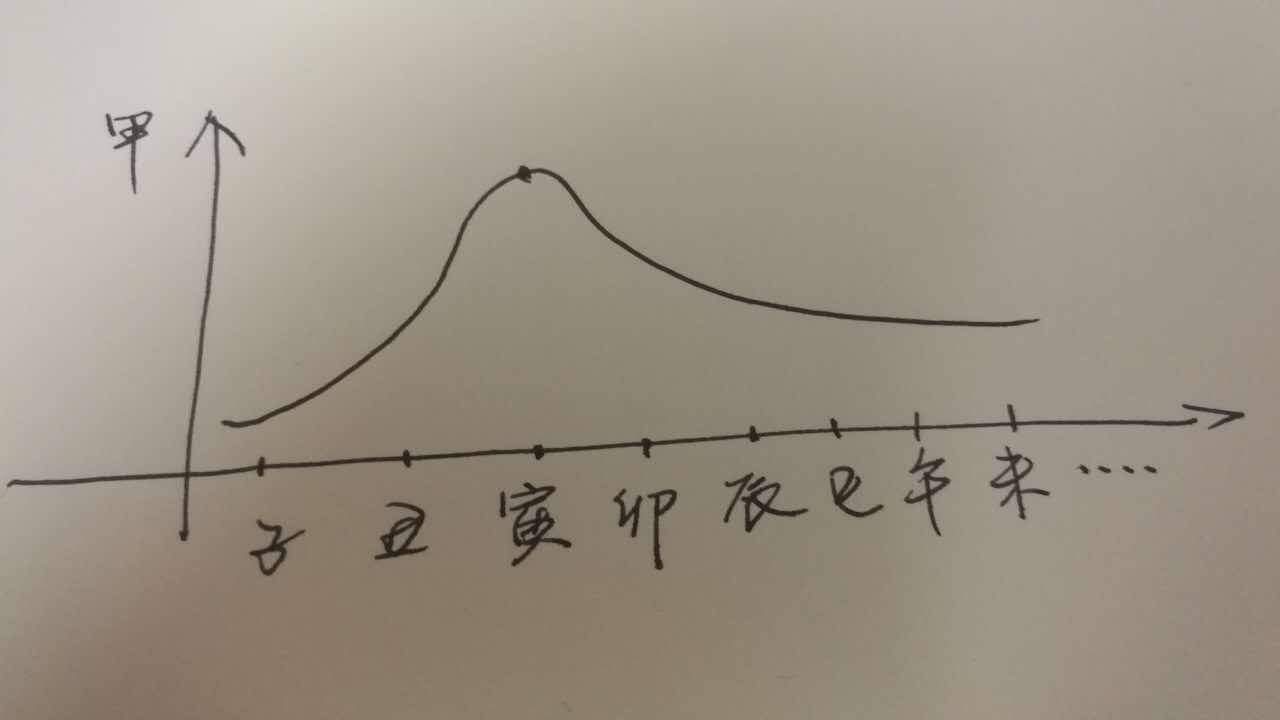 甲
子 丑 寅 卯 辰 巳 午 未 ……